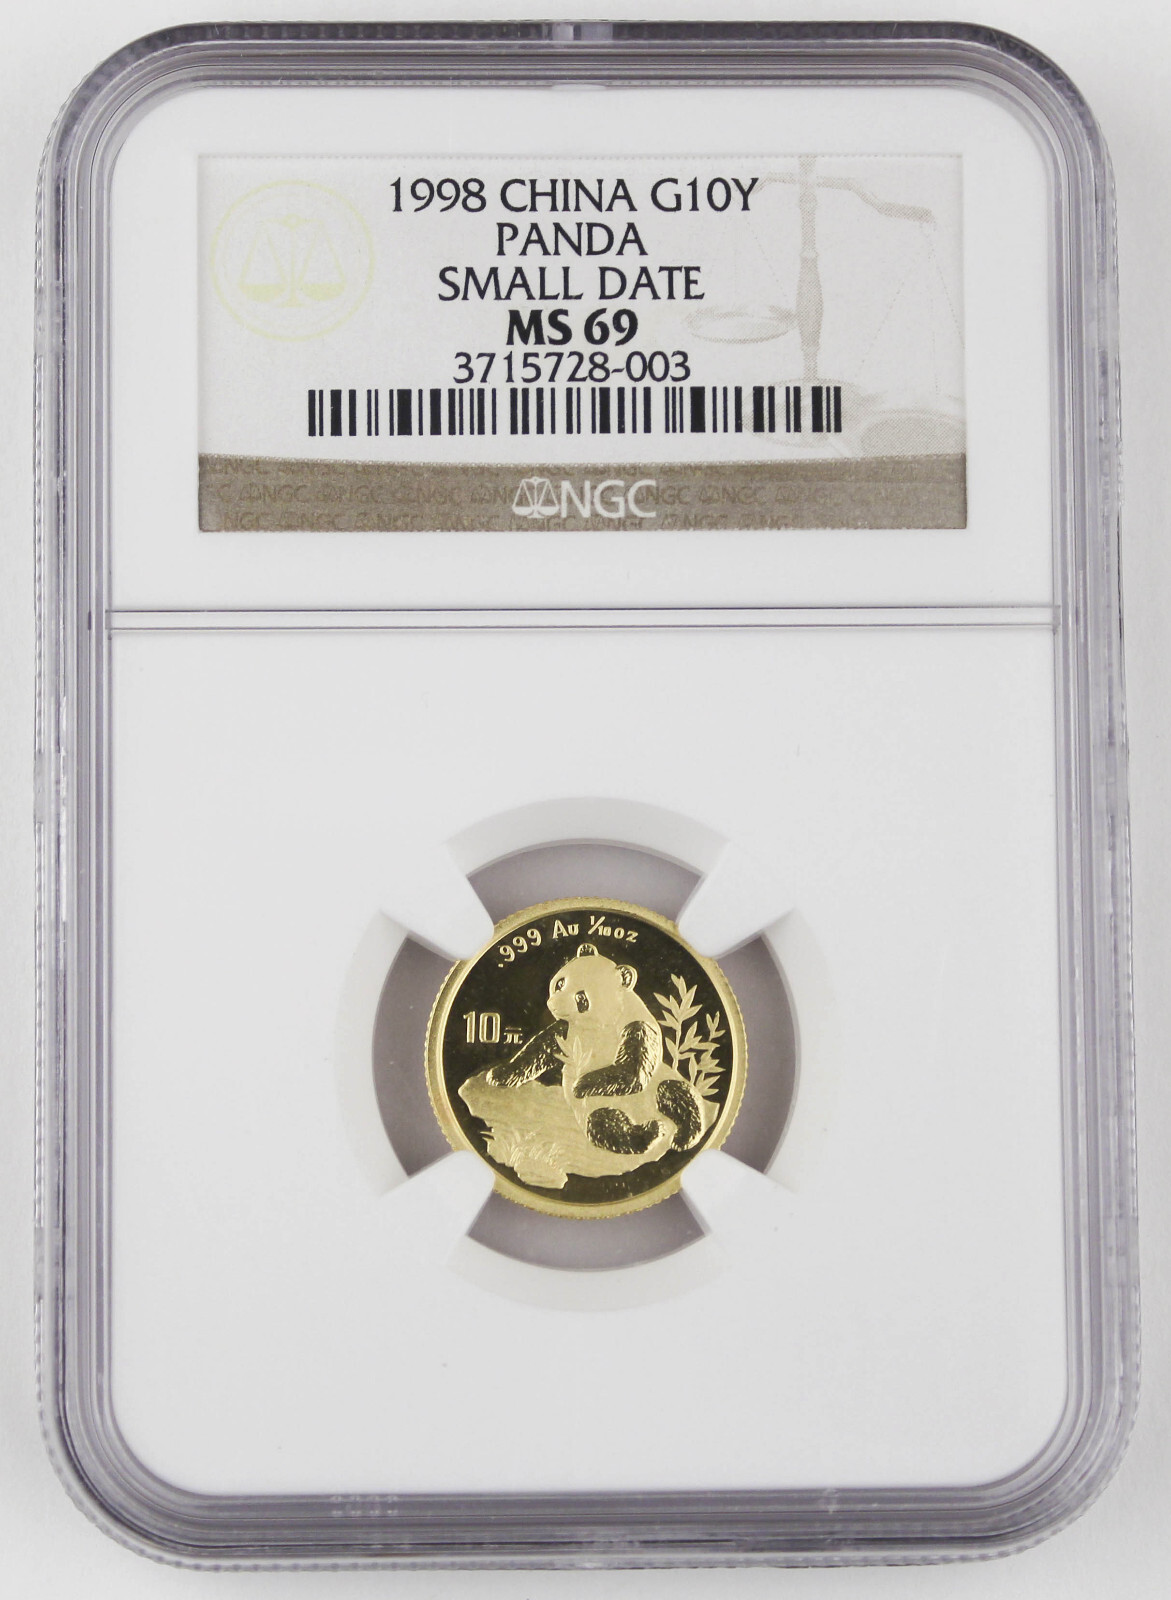 1998 CHINA G10Y
PANDA
SMALL DATE
MS 69
3715728-003
NGC
.999 Au 1/10 oz
10元